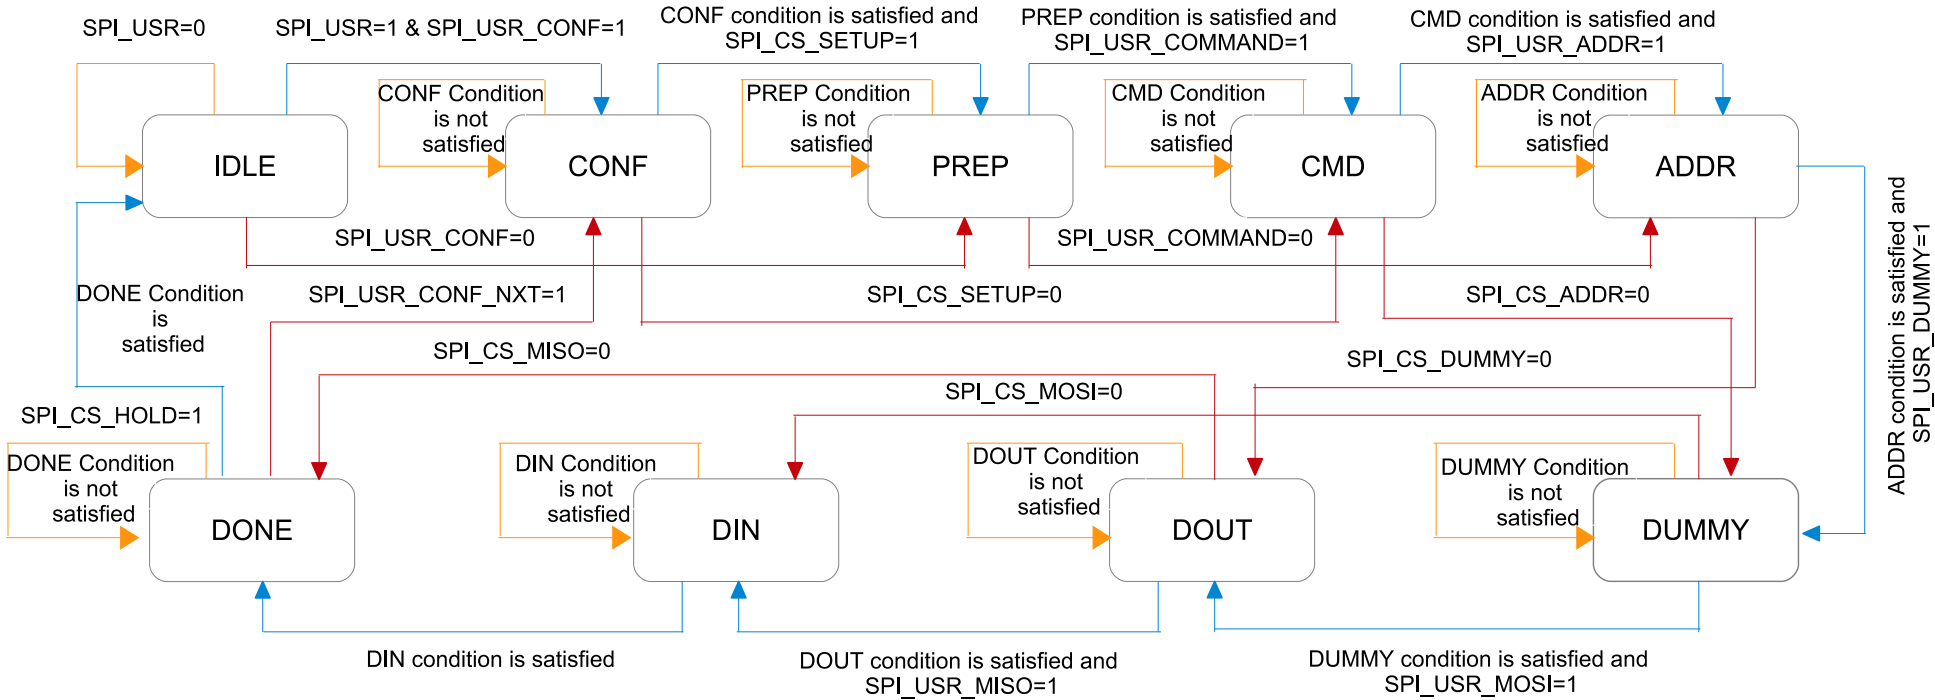 SPI_USR=0
SPI_USR=1 & SPI_USR_CONF=1
CONF condition is satisfied and
SPI_CS_SETUP=1
PREP condition is satisfied and
SPI_USR_COMMAND=1
CMD condition is satisfied and
SPI_USR_ADDR=1
CONF Condition
is not
satisfied
PREP Condition
is not
satisfied
CMD Condition
is not
satisfied
ADDR Condition
is not
satisfied
IDLE
CONF
PREP
CMD
ADDR
SPI_USR_CONF=0
SPI_USR_COMMAND=0
ADDR condition is satisfied and
SPI_USR_DUMMY=1
DONE Condition
is
satisfied
SPI_USR_CONF_NXT=1
SPI_CS_SETUP=0
SPI_CS_ADDR=0
SPI_CS_MISO=0
SPI_CS_DUMMY=0
SPI_CS_MOSI=0
SPI_CS_HOLD=1
DONE Condition
is not
satisfied
DIN Condition
is not
satisfied
DOUT Condition
is not
satisfied
DUMMY Condition
is not
satisfied
DONE
DIN
DOUT
DUMMY
DIN condition is satisfied
DOUT condition is satisfied and
SPI_USR_MISO=1
DUMMY condition is satisfied and
SPI_USR_MOSI=1